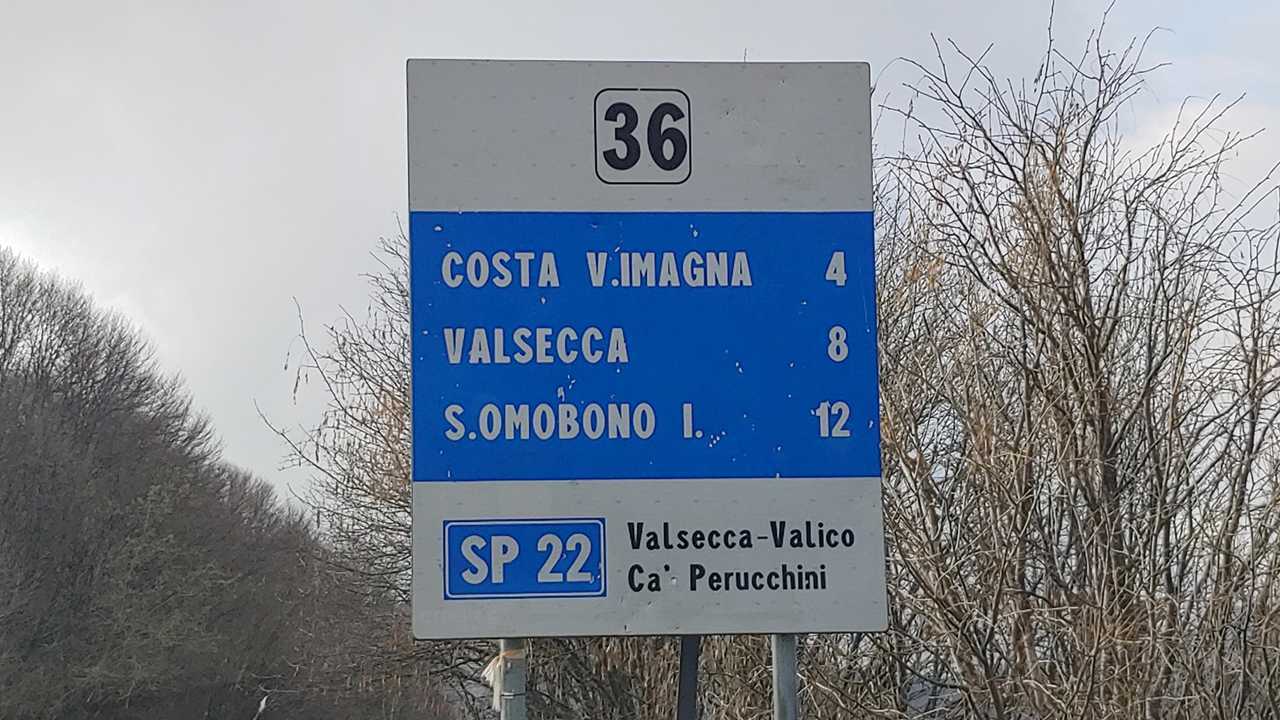 36
COSTA V.IMAGNA 4
VALSECCA 8
S.OMOBONO I. 12
SP 22
Valsecca-Valico
Ca' Perucchini